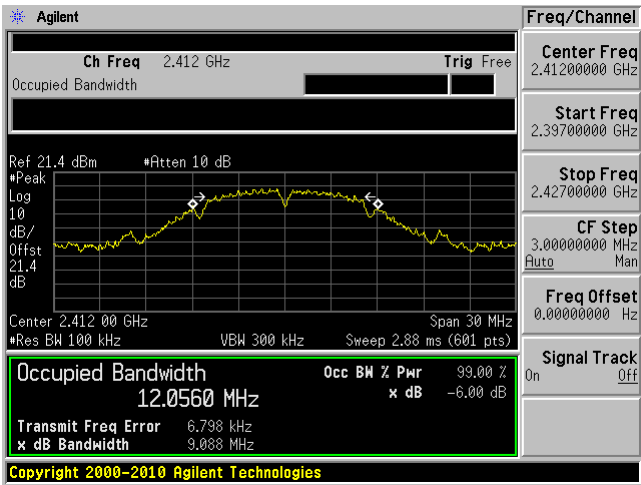 Agilent
Freq/Channel
Ch Freq 2.412 GHz Trig Free
Occupied Bandwidth
Center Freq
2.41200000 GHz
Start Freq
2.39700000 GHz
Stop Freq
2.42700000 GHz
CF Step
3.00000000 MHz
Auto Man
Freq Offset
0.00000000 Hz
Signal Track
On Off
Ref 21.4 dBm #Atten 10 dB
#Peak
Log
10
dB/
Offst
21.4
dB
Center 2.412 00 GHz Span 30 MHz
#Res BW 100 kHz VBW 300 kHz Sweep 2.88 ms (601 pts)
Occupied Bandwidth
12.0560 MHz
Occ BW % Pwr 99.00 %
x dB -6.00 dB
Transmit Freq Error 6.798 kHz
x dB Bandwidth 9.088 MHz
Copyright 2000-2010 Agilent Technologies